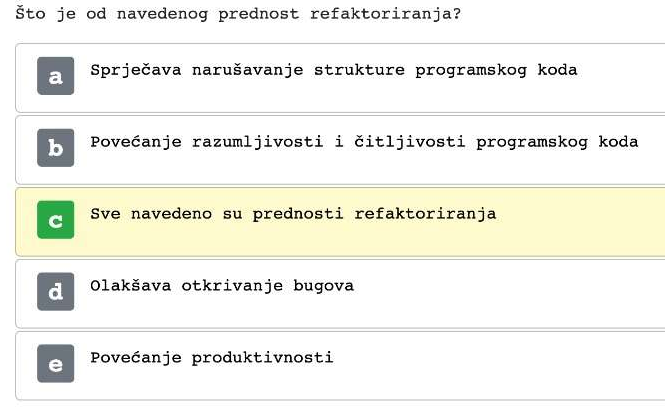 Što je od navedenog prednost refaktoriranja?
a Sprječava narušavanje strukture programskog koda
b Povećanje razumljivosti i čitljivosti programskog koda
c Sve navedeno su prednosti refaktoriranja
d Olakšava otkrivanje bugova
e Povećanje produktivnosti